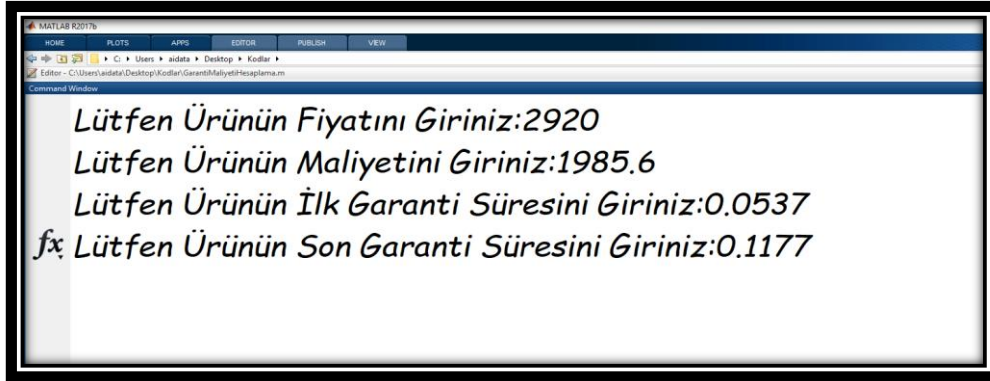 MATLAB R2017b
HOME PLOTS APPS EDITOR PUBLISH VIEW
C: Users aidata Desktop Kodlar
Editor - C:\Users\aidata\Desktop\Kodlar\GarantiMaliyetiHesaplama.m
Command Window
Lütfen Ürünün Fiyatını Giriniz:2920
Lütfen Ürünün Maliyetini Giriniz:1985.6
Lütfen Ürünün İlk Garanti Süresini Giriniz:0.0537
fx Lütfen Ürünün Son Garanti Süresini Giriniz:0.1177